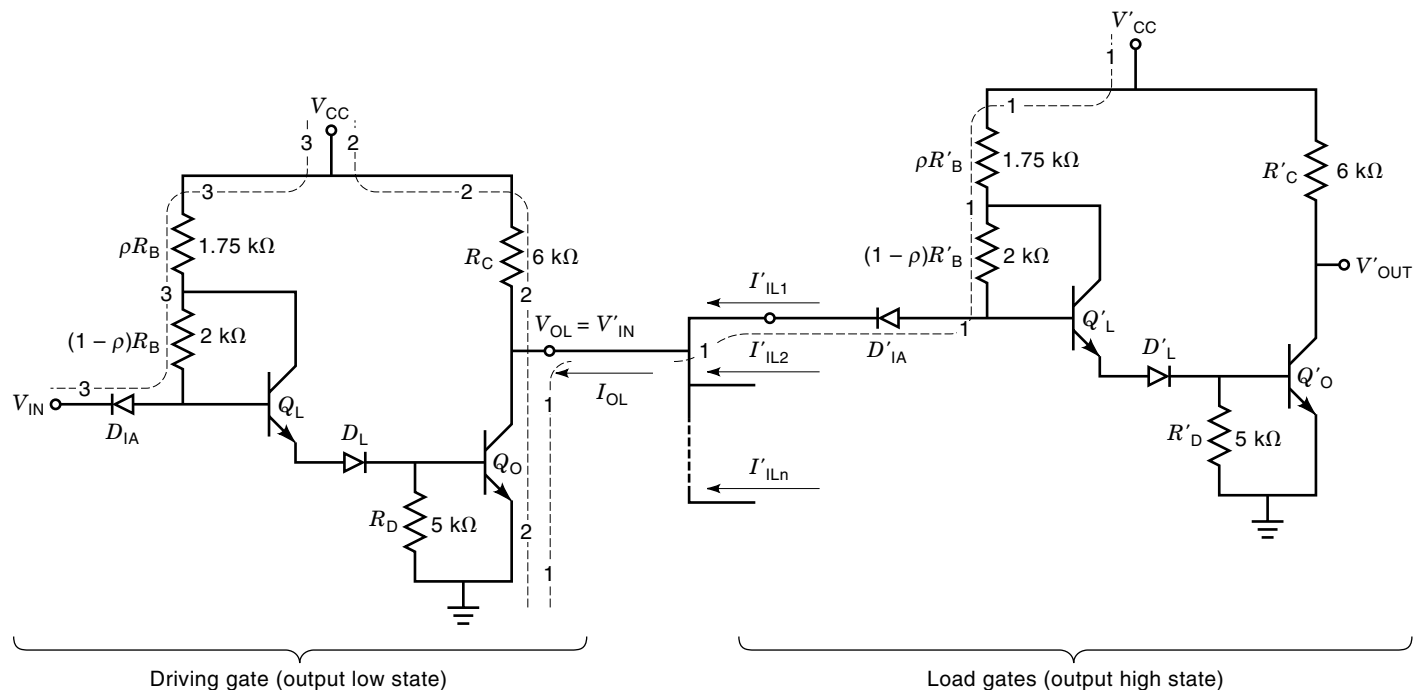 V'CC
1
1
VCC
3
2
ρR'B
1.75 kΩ
R'C
6 kΩ
3
2
1
ρRB
1.75 kΩ
RC
6 kΩ
(1 − ρ)R'B
2 kΩ
V'OUT
3
2
I'IL1
(1 − ρ)RB
2 kΩ
VOL = V'IN
1
Q'L
1
D'IA
I'IL2
D'L
3
IOL
Q'O
VIN
1
DIA
QL
R'D
5 kΩ
DL
QO
I'ILn
RD
5 kΩ
2
1
Driving gate (output low state)
Load gates (output high state)